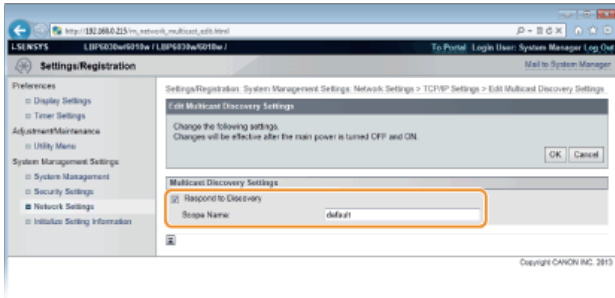 http://192.168.0.215/m_network_multicast_edit.html
LSENSYS LBP6030w/6018w / LBP6030w/6018w / To Portal Login User: System Manager Log Out
Settings/Registration Mail to System Manager
Preferences
Display Settings
Timer Settings
Adjustment/Maintenance
Utility Menu
System Management Settings
System Management
Security Settings
Network Settings
Initialize Setting Information
Settings/Registration: System Management Settings: Network Settings > TCP/IP Settings > Edit Multicast Discovery Settings
Edit Multicast Discovery Settings
Change the following settings.
Changes will be effective after the main power is turned OFF and ON.
OK Cancel
Multicast Discovery Settings
Respond to Discovery
Scope Name: default
Copyright CANON INC. 2013